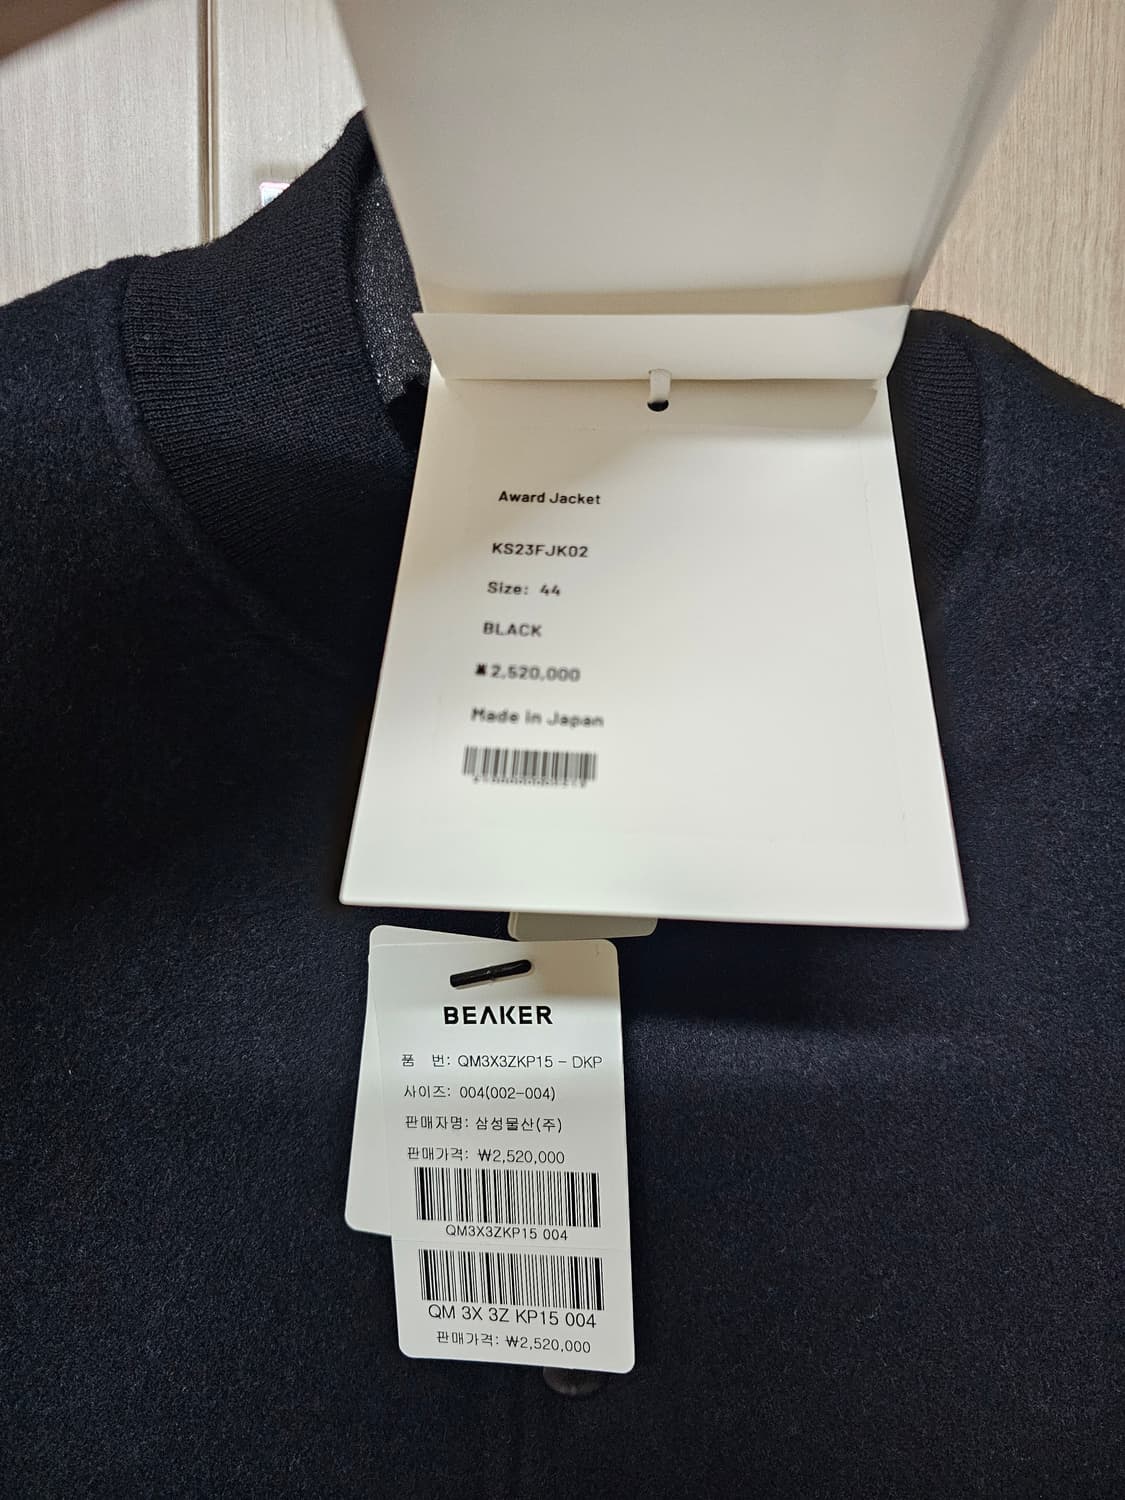 Award Jacket
KS23FJK02
Size: 44
BLACK
₩2,520,000
Made in Japan
BEAKER
품 번: QM3X3ZKP15 - DKP
사이즈: 004(002-004)
판매자명: 삼성물산(주)
판매가격: ₩2,520,000
QM3X3ZKP15 004
QM 3X 3Z KP15 004
판매가격: ₩2,520,000